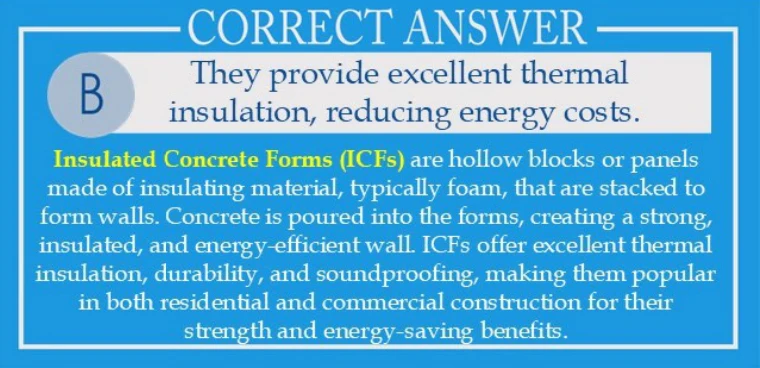 CORRECT ANSWER
B
They provide excellent thermal
insulation, reducing energy costs.
Insulated Concrete Forms (ICFs) are hollow blocks or panels
made of insulating material, typically foam, that are stacked to
form walls. Concrete is poured into the forms, creating a strong,
insulated, and energy-efficient wall. ICFs offer excellent thermal
insulation, durability, and soundproofing, making them popular
in both residential and commercial construction for their
strength and energy-saving benefits.